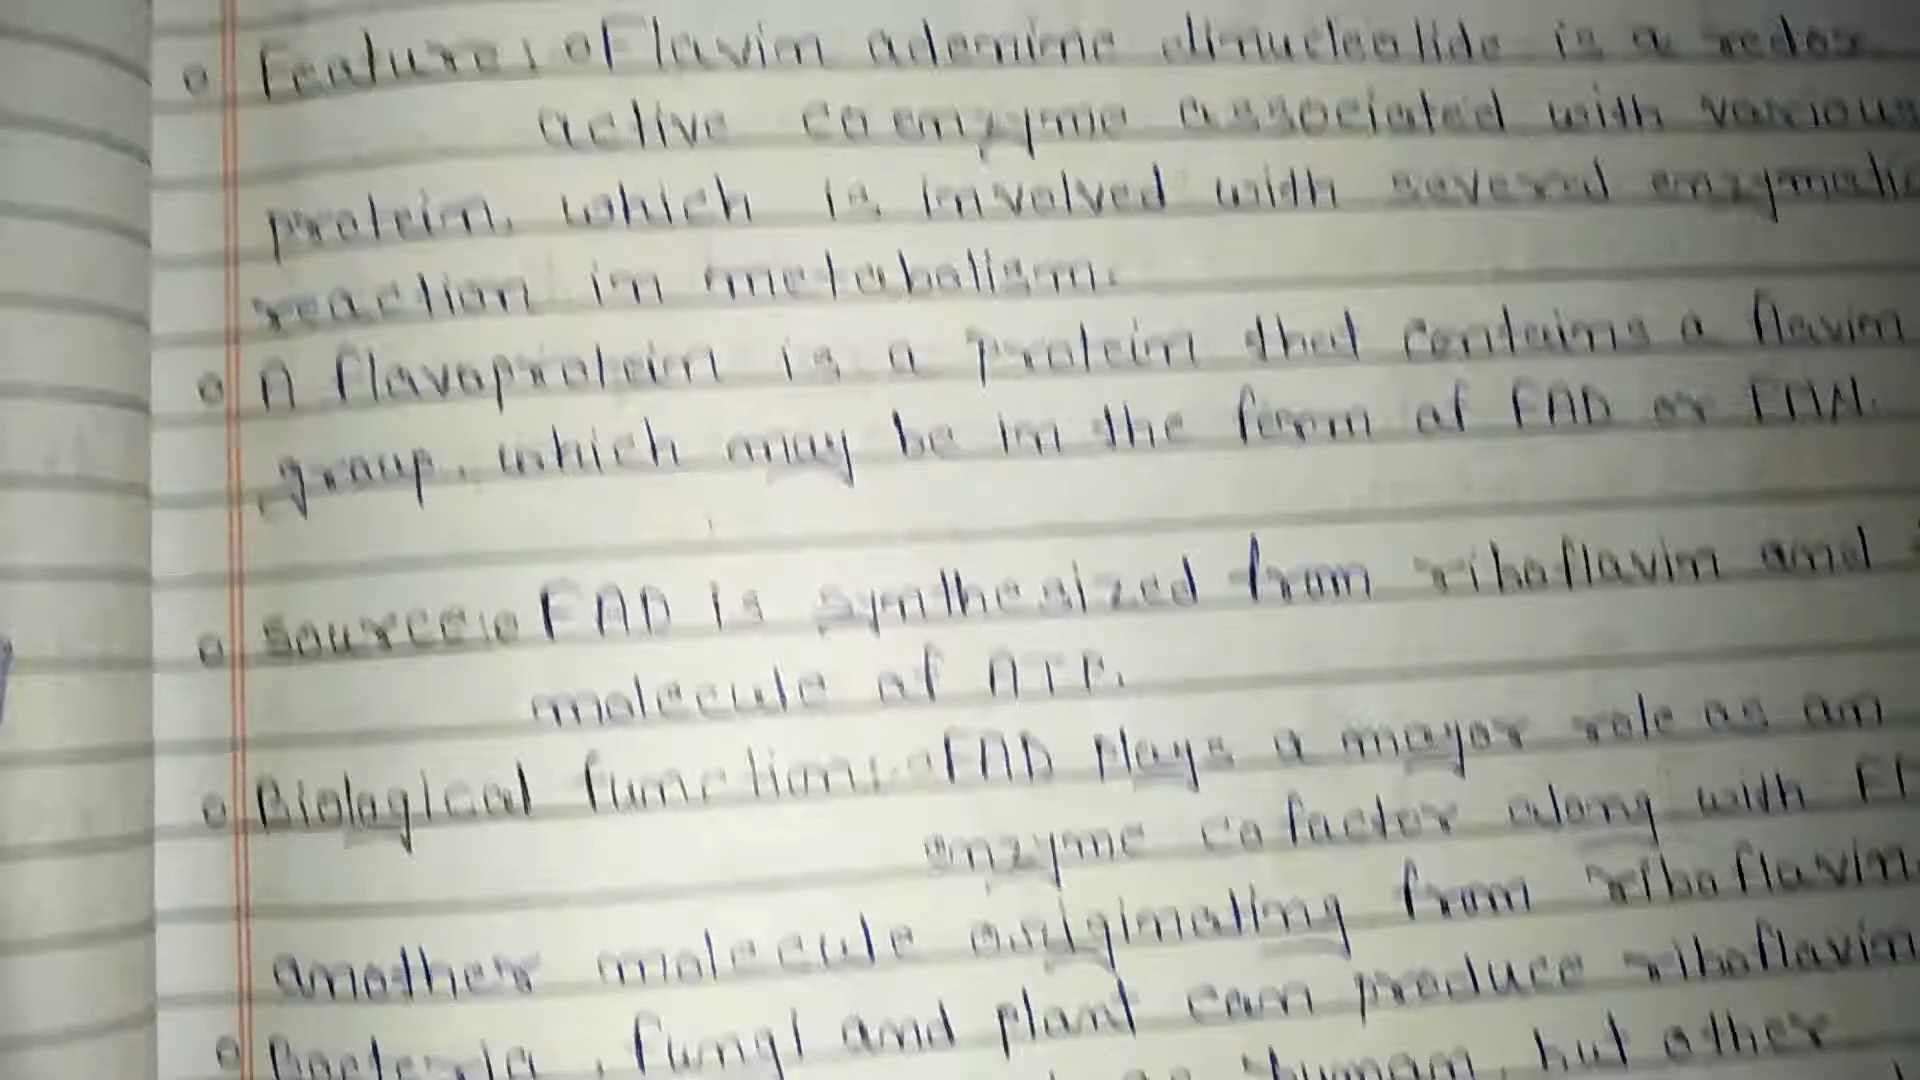 Feature: Flavin adenine dinucleotide is a redox
active coenzyme associated with various
protein, which is involved with several enzymatic
reaction in metabolism.
A flavoprotein is a protein that contains a flavin
group, which may be in the form of FAD or FMN.
Source: FAD is synthesized from riboflavin and
molecule of ATP.
Biological function: FAD plays a mayor role as an
enzyme cofactor along with
another molecule originating from riboflavin.
Bacteria, fungi and plant can produce riboflavin
human, but other